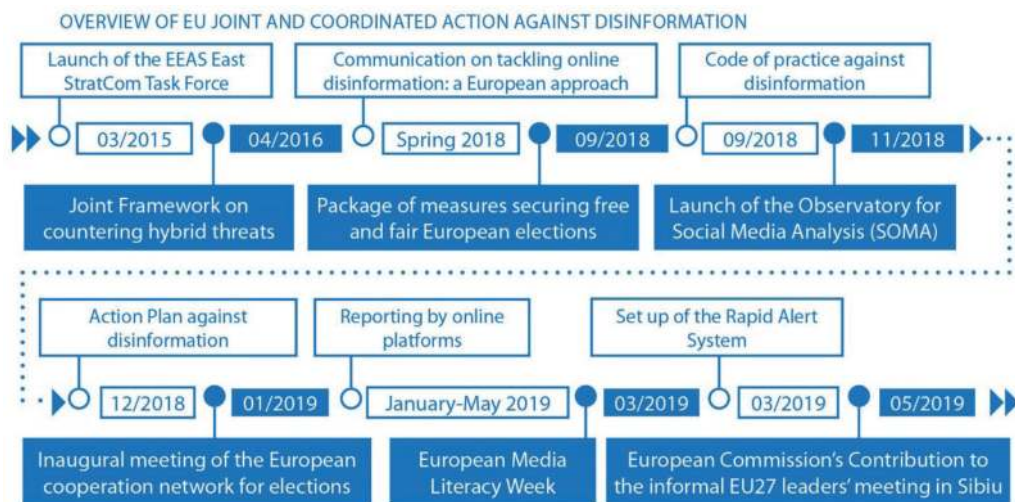 OVERVIEW OF EU JOINT AND COORDINATED ACTION AGAINST DISINFORMATION
Launch of the EEAS East
StratCom Task Force
Communication on tackling online
disinformation: a European approach
Code of practice against
disinformation
03/2015
04/2016
Spring 2018
09/2018
09/2018
11/2018
Joint Framework on
countering hybrid threats
Package of measures securing free
and fair European elections
Launch of the Observatory for
Social Media Analysis (SOMA)
Action Plan against
disinformation
Reporting by online
platforms
Set up of the Rapid Alert
System
12/2018
01/2019
January-May 2019
03/2019
03/2019
05/2019
Inaugural meeting of the European
cooperation network for elections
European Media
Literacy Week
European Commission's Contribution to
the informal EU27 leaders' meeting in Sibiu